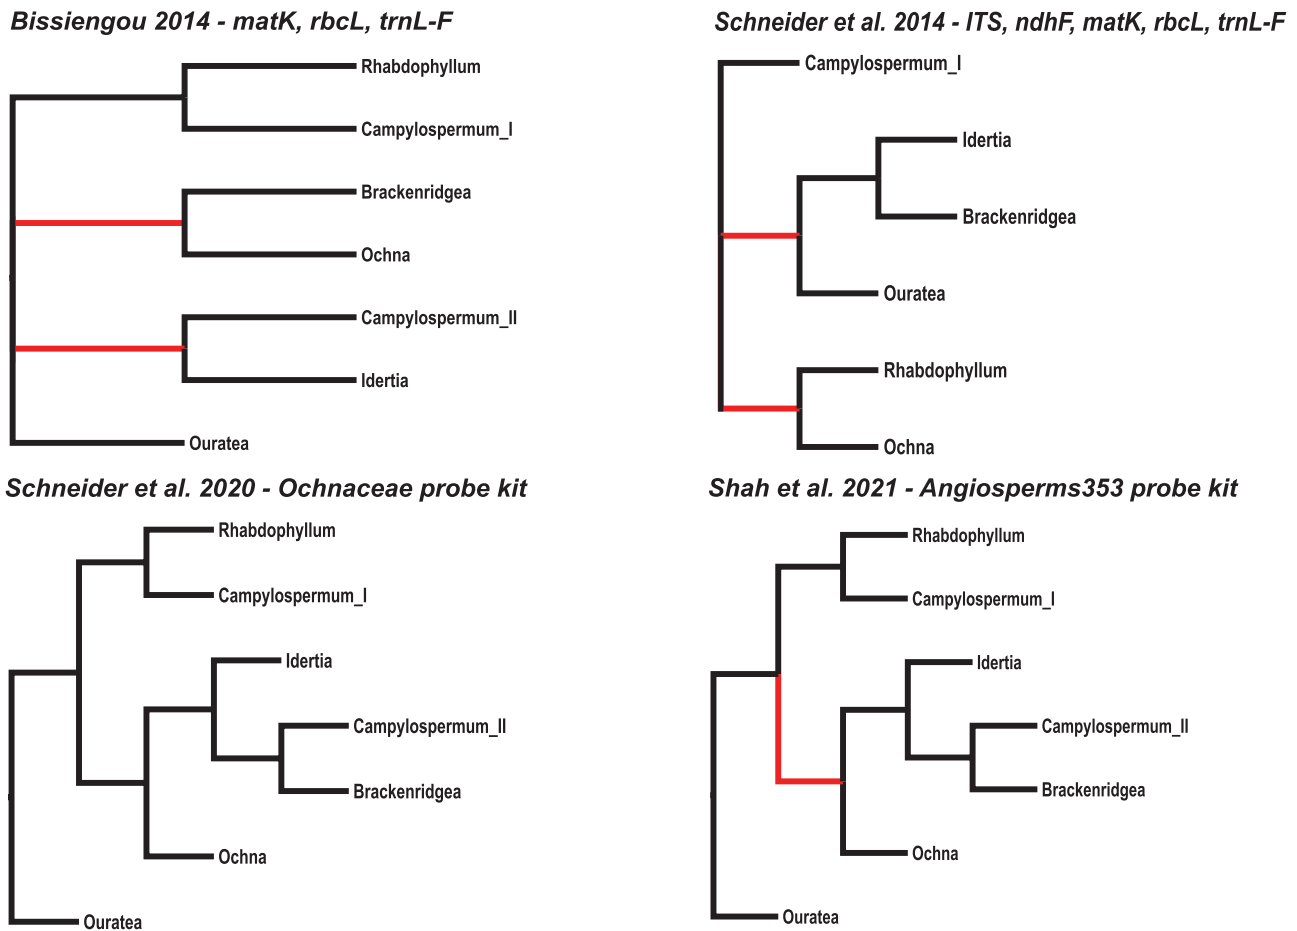 Bissiengou 2014 - matK, rbcL, trnL-F
Rhabdophyllum
Campylospermum_I
Brackenridgea
Ochna
Campylospermum_II
Idertia
Ouratea
Schneider et al. 2014 - ITS, ndhF, matK, rbcL, trnL-F
Campylospermum_I
Idertia
Brackenridgea
Ouratea
Rhabdophyllum
Ochna
Schneider et al. 2020 - Ochnaceae probe kit
Rhabdophyllum
Campylospermum_I
Idertia
Campylospermum_II
Brackenridgea
Ochna
Ouratea
Shah et al. 2021 - Angiosperms353 probe kit
Rhabdophyllum
Campylospermum_I
Idertia
Campylospermum_II
Brackenridgea
Ochna
Ouratea